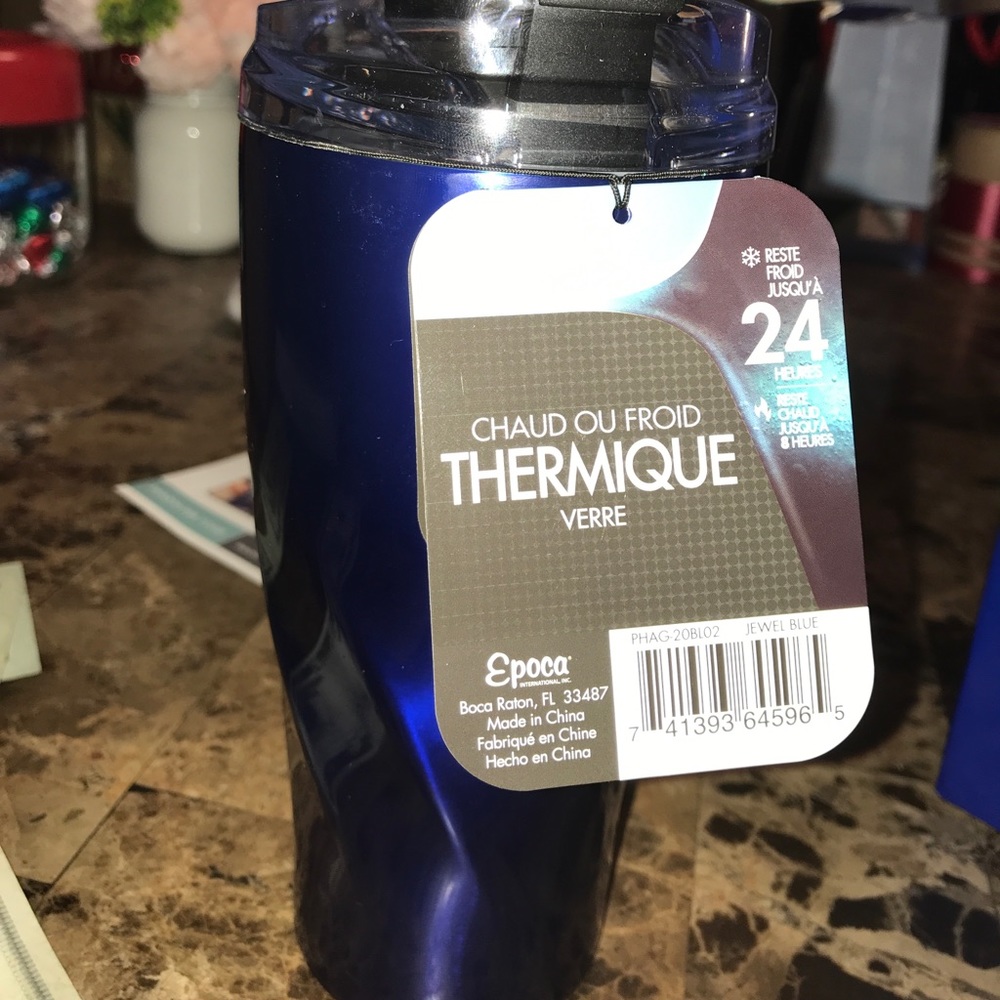 RESTE
FROID
JUSQU'À
24
HEURES
RESTE
CHAUD
JUSQU'À
8 HEURES
CHAUD OU FROID
THERMIQUE
VERRE
Epoca
INTERNATIONAL, INC.
Boca Raton, FL 33487
Made in China
Fabriqué en Chine
Hecho en China
PHAG-20BL02 JEWEL BLUE
7 41393 64596 5